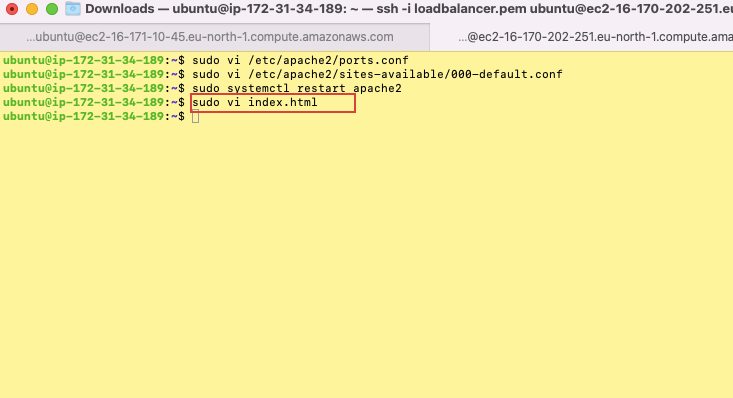 Downloads — ubuntu@ip-172-31-34-189: ~ — ssh -i loadbalancer.pem ubuntu@ec2-16-170-202-251.eu
...ubuntu@ec2-16-171-10-45.eu-north-1.compute.amazonaws.com
...@ec2-16-170-202-251.eu-north-1.compute.ama
ubuntu@ip-172-31-34-189:~$ sudo vi /etc/apache2/ports.conf
ubuntu@ip-172-31-34-189:~$ sudo vi /etc/apache2/sites-available/000-default.conf
ubuntu@ip-172-31-34-189:~$ sudo systemctl restart apache2
ubuntu@ip-172-31-34-189:~$ sudo vi index.html
ubuntu@ip-172-31-34-189:~$